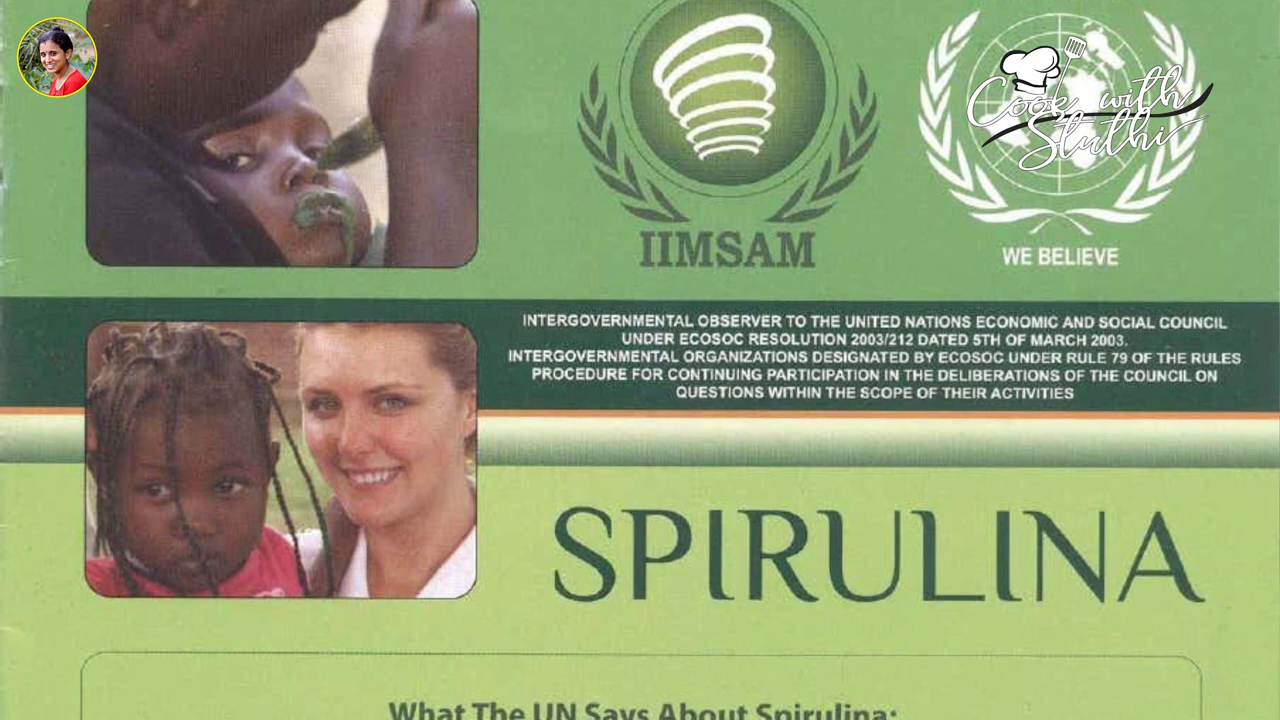 Cook with
Stuthi
IIMSAM
WE BELIEVE
INTERGOVERNMENTAL OBSERVER TO THE UNITED NATIONS ECONOMIC AND SOCIAL COUNCIL
UNDER ECOSOC RESOLUTION 2003/212 DATED 5TH OF MARCH 2003.
INTERGOVERNMENTAL ORGANIZATIONS DESIGNATED BY ECOSOC UNDER RULE 79 OF THE RULES
PROCEDURE FOR CONTINUING PARTICIPATION IN THE DELIBERATIONS OF THE COUNCIL ON
QUESTIONS WITHIN THE SCOPE OF THEIR ACTIVITIES
SPIRULINA
What The UN Says About Spirulina: